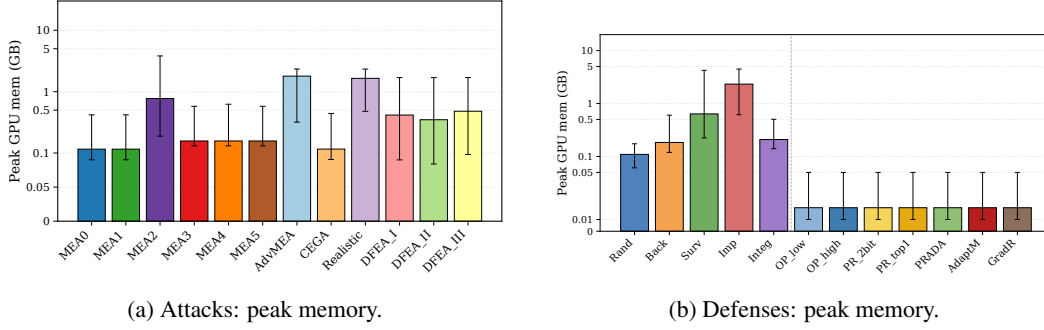 Peak GPU mem (GB)
10
5
1
0.5
0.1
0.05
0
MEA0
MEA1
MEA2
MEA3
MEA4
MEA5
AdvMEA
CEGA
Realistic
DFEA_I
DFEA_II
DFEA_III
(a) Attacks: peak memory.
Peak GPU mem (GB)
10
5
1
0.5
0.1
0.05
0.01
0
Rand
Back
Surv
Imp
Integ
OP_low
OP_high
PR_2bit
PR_top1
PRADA
AdaptM
GradR
(b) Defenses: peak memory.